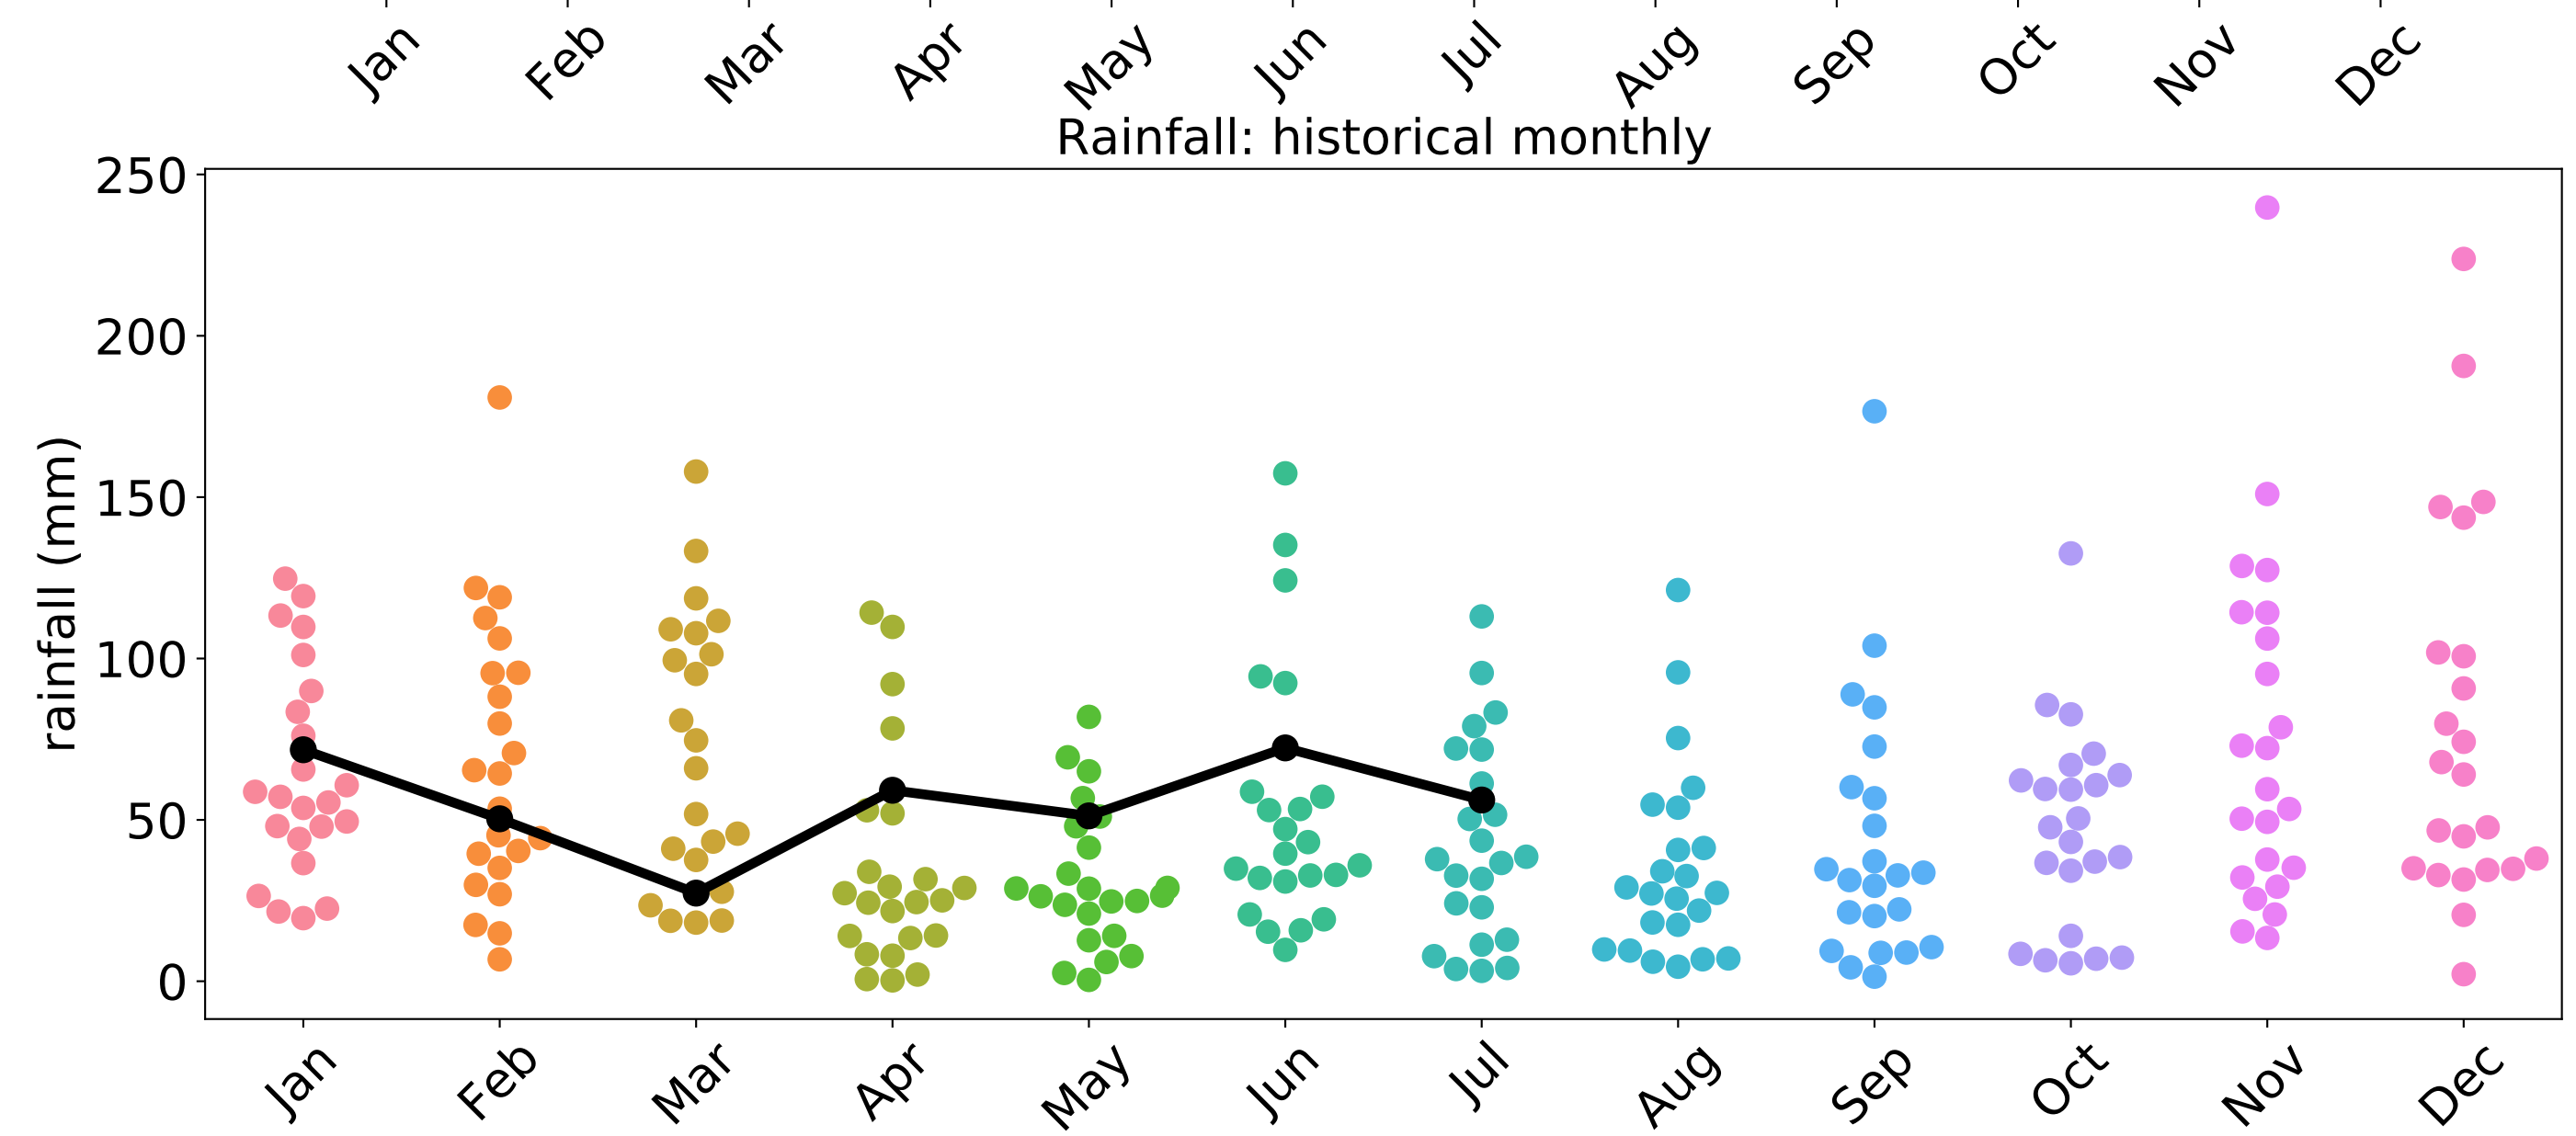 Jan Feb Mar Apr May Jun Jul Aug Sep Oct Nov Dec
Rainfall: historical monthly
250
200
150
100
50
0
rainfall (mm)
Jan Feb Mar Apr May Jun Jul Aug Sep Oct Nov Dec